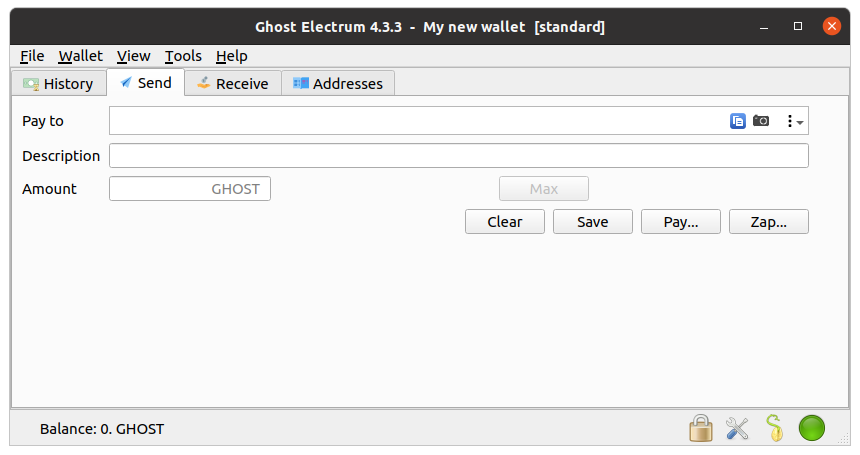 Ghost Electrum 4.3.3 - My new wallet [standard]
File Wallet View Tools Help
History Send Receive Addresses
Pay to
Description
Amount GHOST Max
Clear Save Pay... Zap...
Balance: 0. GHOST